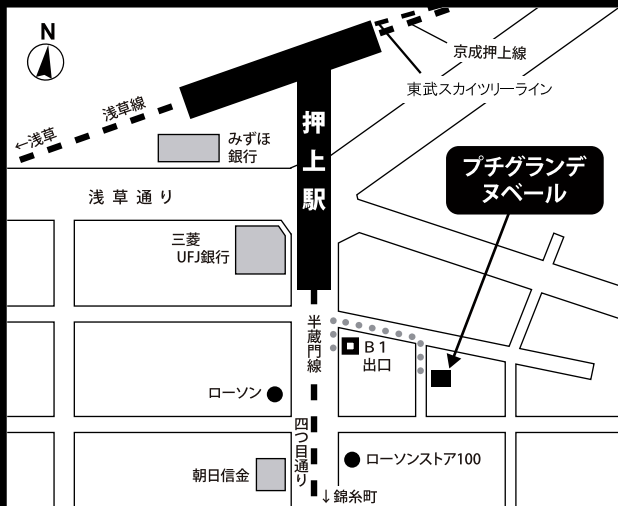 N
京成押上線
東武スカイツリーライン
浅草線
←浅草
みずほ
銀行
押上駅
プチグランデ
ヌベール
浅草通り
三菱
UFJ銀行
半蔵門線
B1
出口
ローソン
四つ目通り
ローソンストア100
朝日信金
↓錦糸町